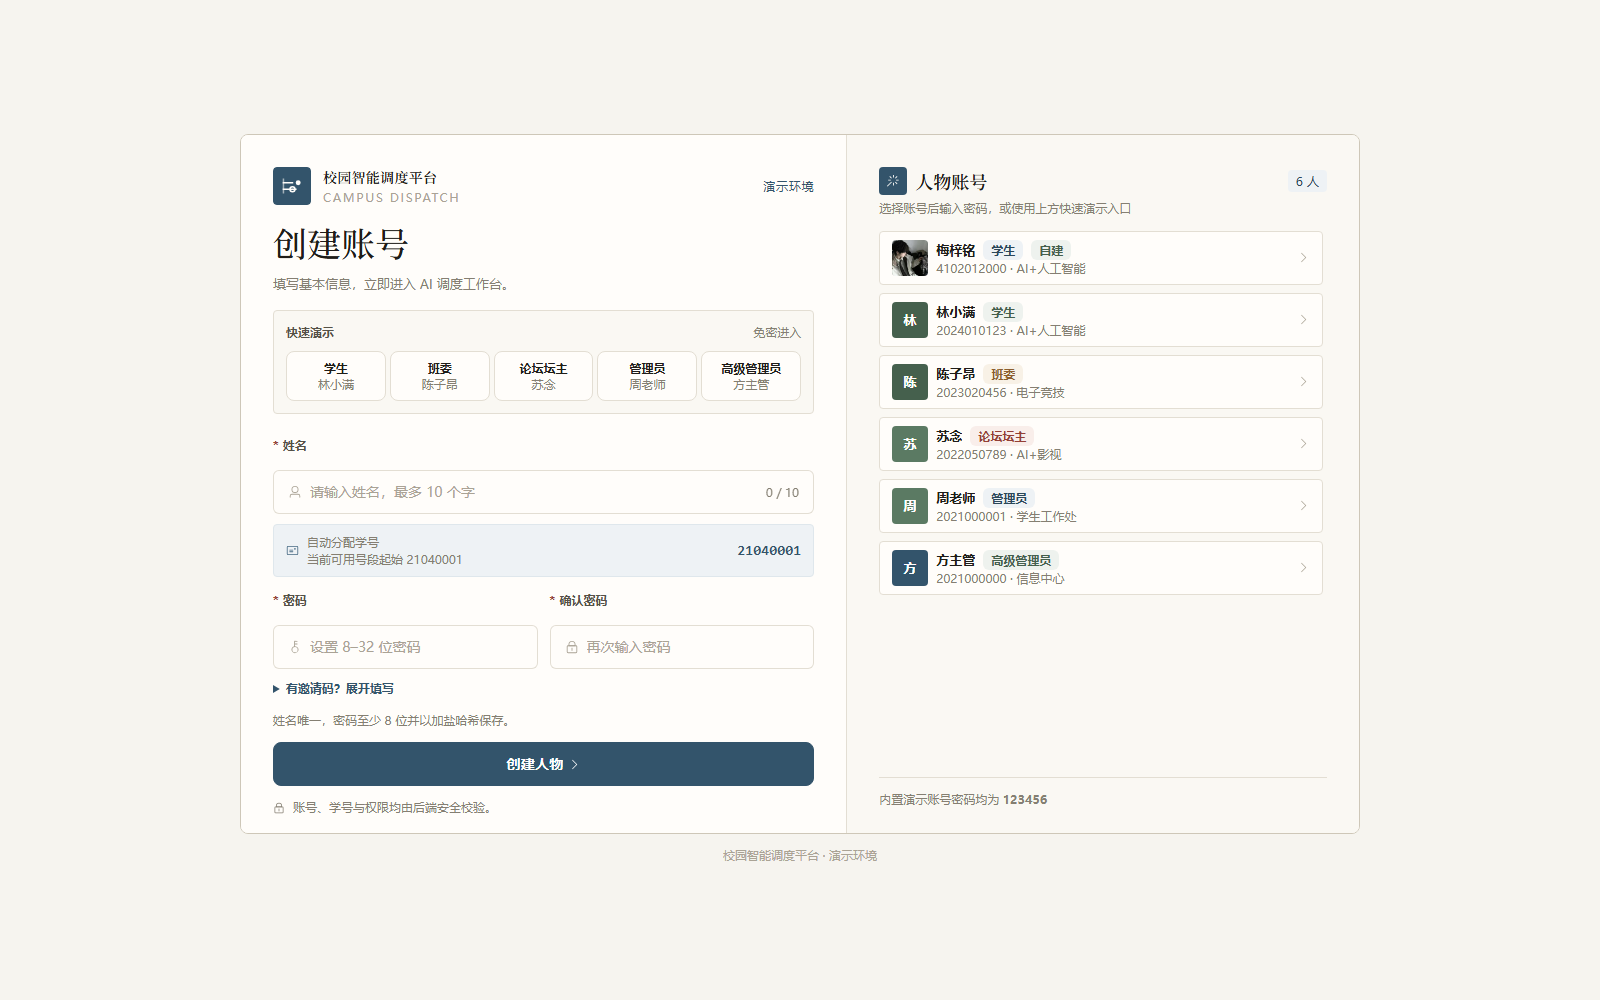 校园智能调度平台
CAMPUS DISPATCH
演示环境
创建账号
填写基本信息，立即进入 AI 调度工作台。
快速演示
免密进入
学生
林小满
班委
陈子昂
论坛坛主
苏念
管理员
周老师
高级管理员
方主管
* 姓名
请输入姓名，最多 10 个字
0 / 10
自动分配学号
当前可用号段起始 21040001
21040001
* 密码
* 确认密码
设置 8–32 位密码
再次输入密码
有邀请码？展开填写
姓名唯一，密码至少 8 位并以加盐哈希保存。
创建人物
账号、学号与权限均由后端安全校验。
人物账号
6 人
选择账号后输入密码，或使用上方快速演示入口
梅梓铭 学生 自建
4102012000 · AI+人工智能
林 林小满 学生
2024010123 · AI+人工智能
陈 陈子昂 班委
2023020456 · 电子竞技
苏 苏念 论坛坛主
2022050789 · AI+影视
周 周老师 管理员
2021000001 · 学生工作处
方 方主管 高级管理员
2021000000 · 信息中心
内置演示账号密码均为 123456
校园智能调度平台 · 演示环境